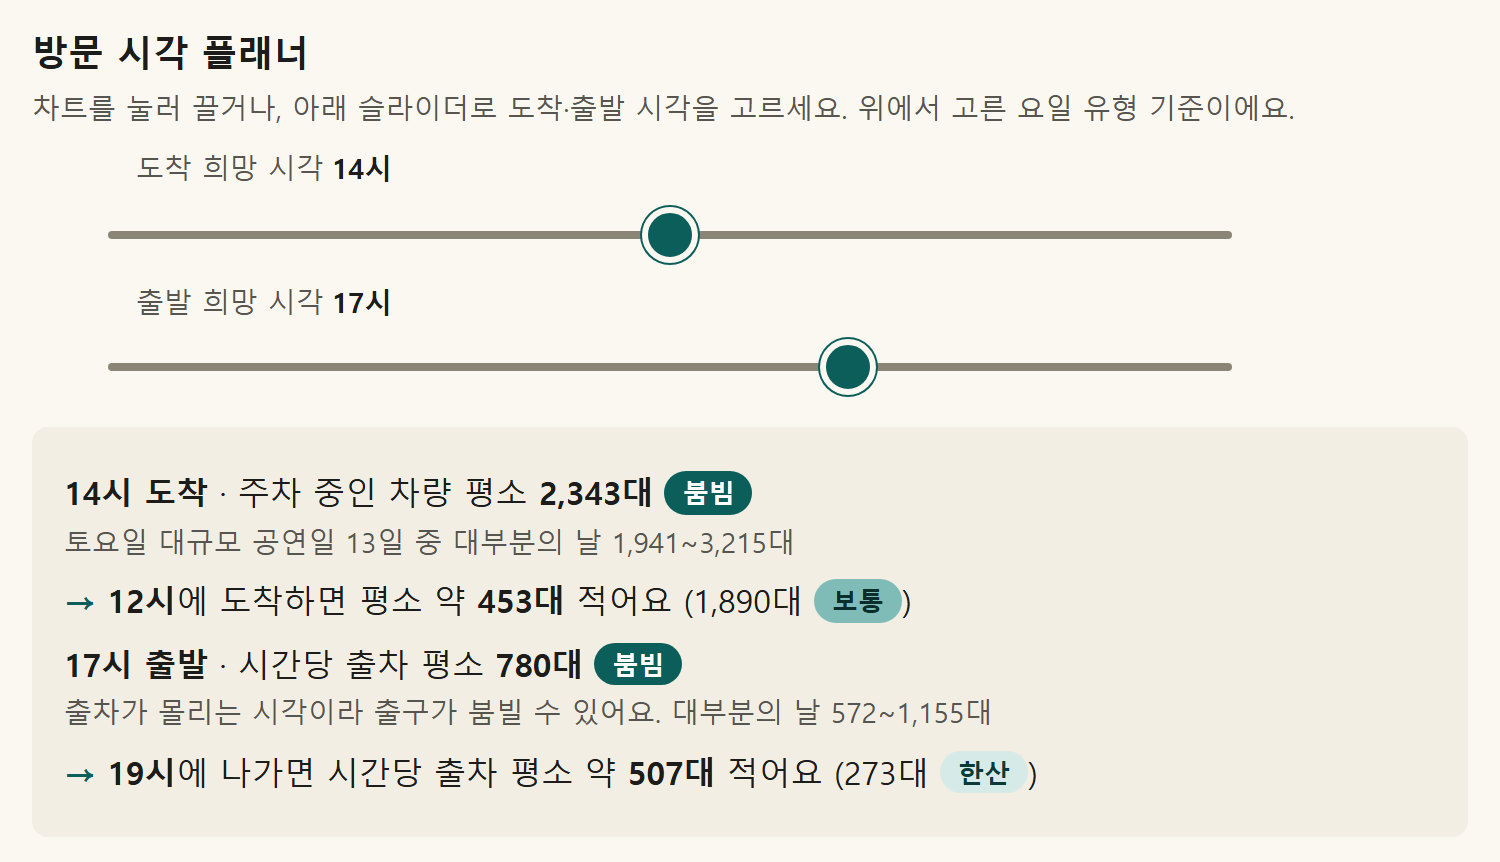 방문 시각 플래너
차트를 눌러 끌거나, 아래 슬라이더로 도착·출발 시각을 고르세요. 위에서 고른 요일 유형 기준이에요.
도착 희망 시각 14시
출발 희망 시각 17시
14시 도착 · 주차 중인 차량 평소 2,343대 붐빔
토요일 대규모 공연일 13일 중 대부분의 날 1,941~3,215대
→ 12시에 도착하면 평소 약 453대 적어요 (1,890대 보통)
17시 출발 · 시간당 출차 평소 780대 붐빔
출차가 몰리는 시각이라 출구가 붐빌 수 있어요. 대부분의 날 572~1,155대
→ 19시에 나가면 시간당 출차 평소 약 507대 적어요 (273대 한산)